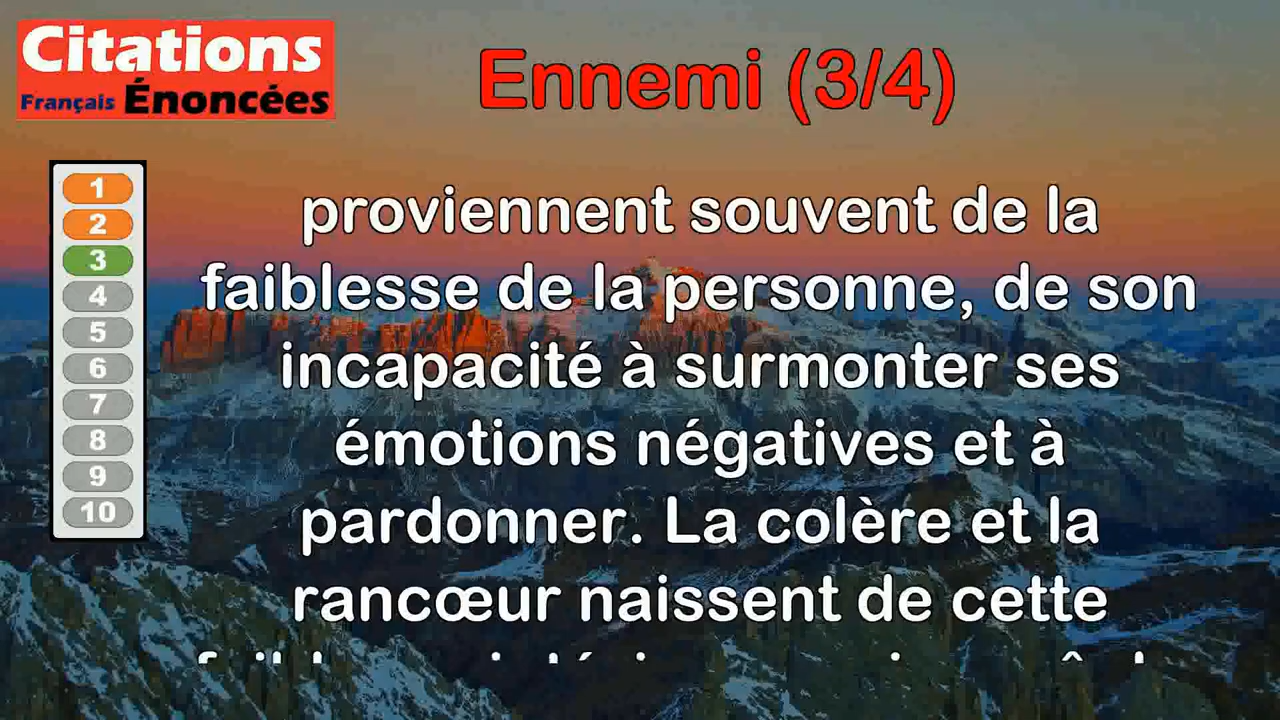 Citations
Français Énoncées
Ennemi (3/4)
1
2
3
4
5
6
7
8
9
10
proviennent souvent de la
faiblesse de la personne, de son
incapacité à surmonter ses
émotions négatives et à
pardonner. La colère et la
rancœur naissent de cette